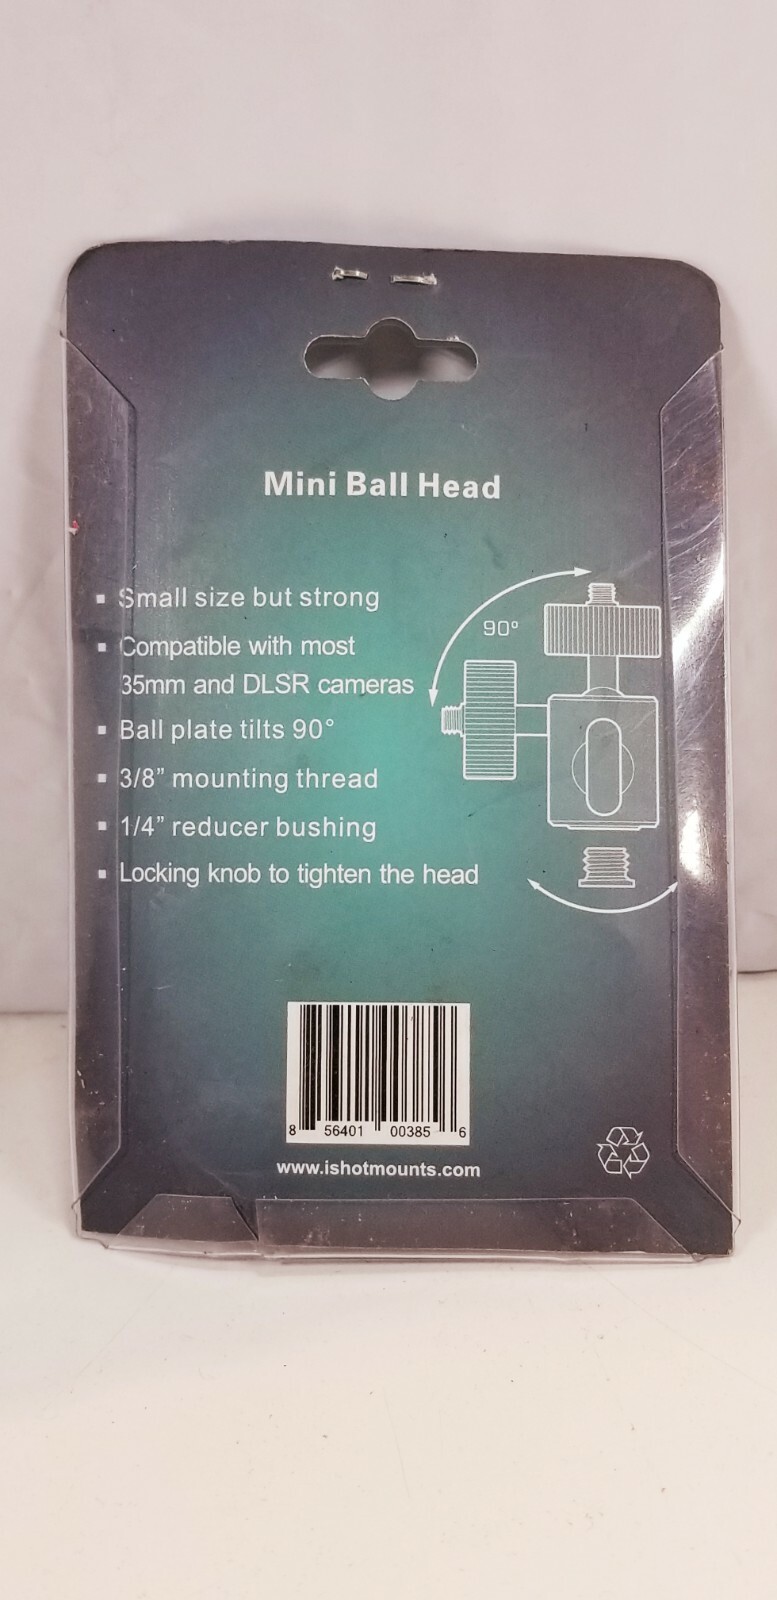 Mini Ball Head
▪ Small size but strong
▪ Compatible with most
35mm and DLSR cameras
▪ Ball plate tilts 90°
▪ 3/8” mounting thread
▪ 1/4” reducer bushing
▪ Locking knob to tighten the head
90°
8 56401 00385 6
www.ishotmounts.com